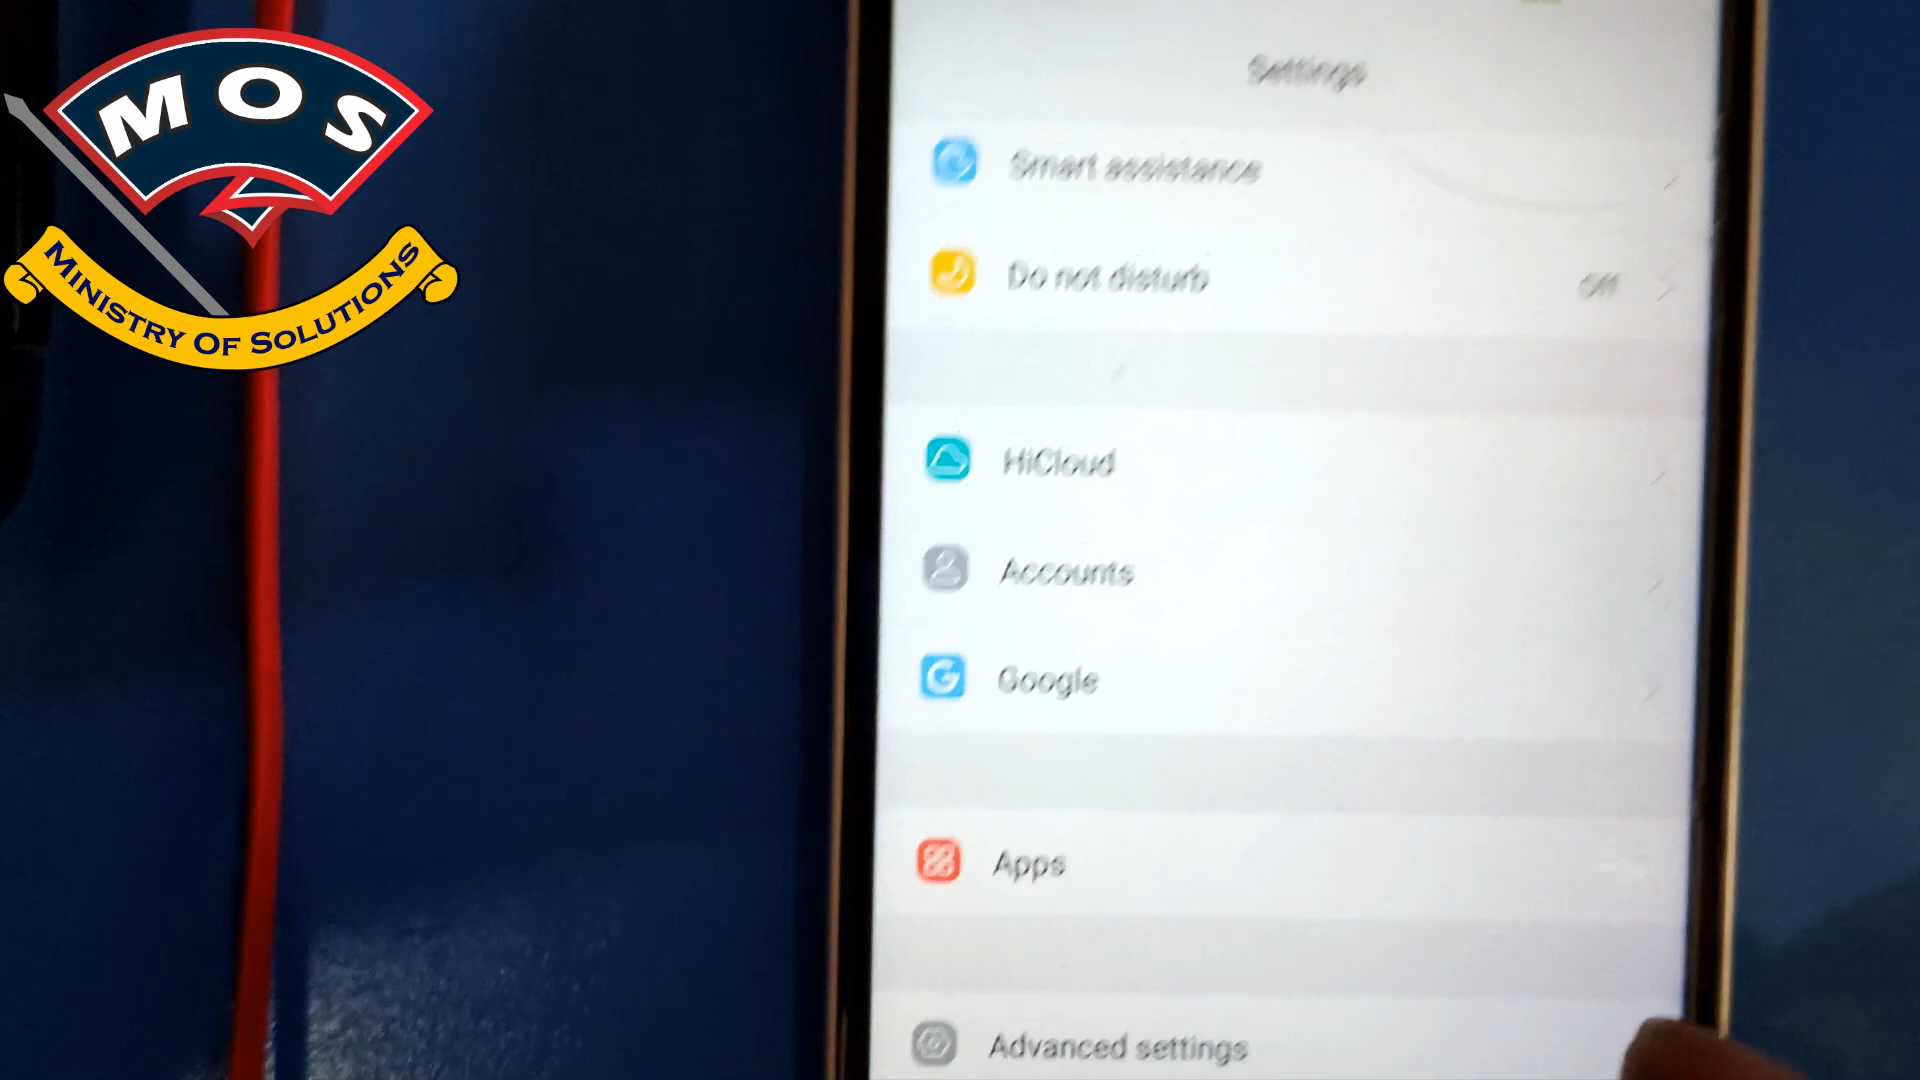 MOS
MINISTRY OF SOLUTIONS
Settings
Smart assistance
Do not disturb
Off
HiCloud
Accounts
Google
Apps
Advanced settings